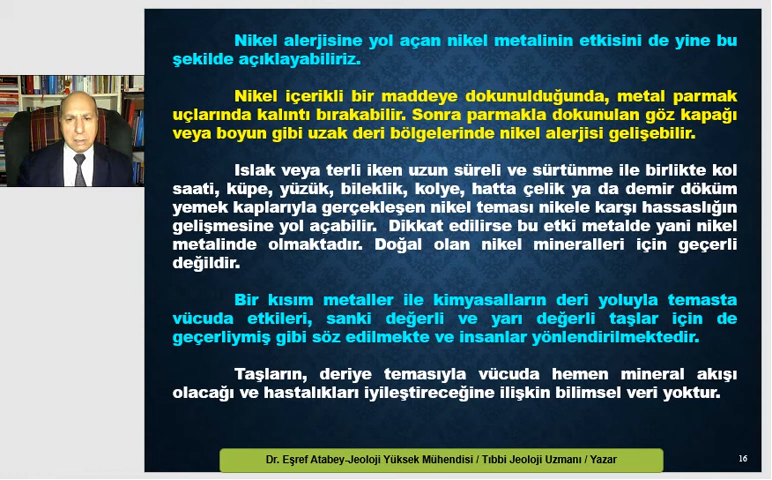 Nikel alerjisine yol açan nikel metalinin etkisini de yine bu
şekilde açıklayabiliriz.
Nikel içerikli bir maddeye dokunulduğunda, metal parmak
uçlarında kalıntı bırakabilir. Sonra parmakla dokunulan göz kapağı
veya boyun gibi uzak deri bölgelerinde nikel alerjisi gelişebilir.
Islak veya terli iken uzun süreli ve sürtünme ile birlikte kol
saati, küpe, yüzük, bileklik, kolye, hatta çelik ya da demir döküm
yemek kaplarıyla gerçekleşen nikel teması nikele karşı hassaslığın
gelişmesine yol açabilir. Dikkat edilirse bu etki metalde yani nikel
metalinde olmaktadır. Doğal olan nikel mineralleri için geçerli
değildir.
Bir kısım metaller ile kimyasalların deri yoluyla temasta
vücuda etkileri, sanki değerli ve yarı değerli taşlar için de
geçerliymiş gibi söz edilmekte ve insanlar yönlendirilmektedir.
Taşların, deriye temasıyla vücuda hemen mineral akışı
olacağı ve hastalıkları iyileştireceğine ilişkin bilimsel veri yoktur.
Dr. Eşref Atabey-Jeoloji Yüksek Mühendisi / Tıbbi Jeoloji Uzmanı / Yazar
16